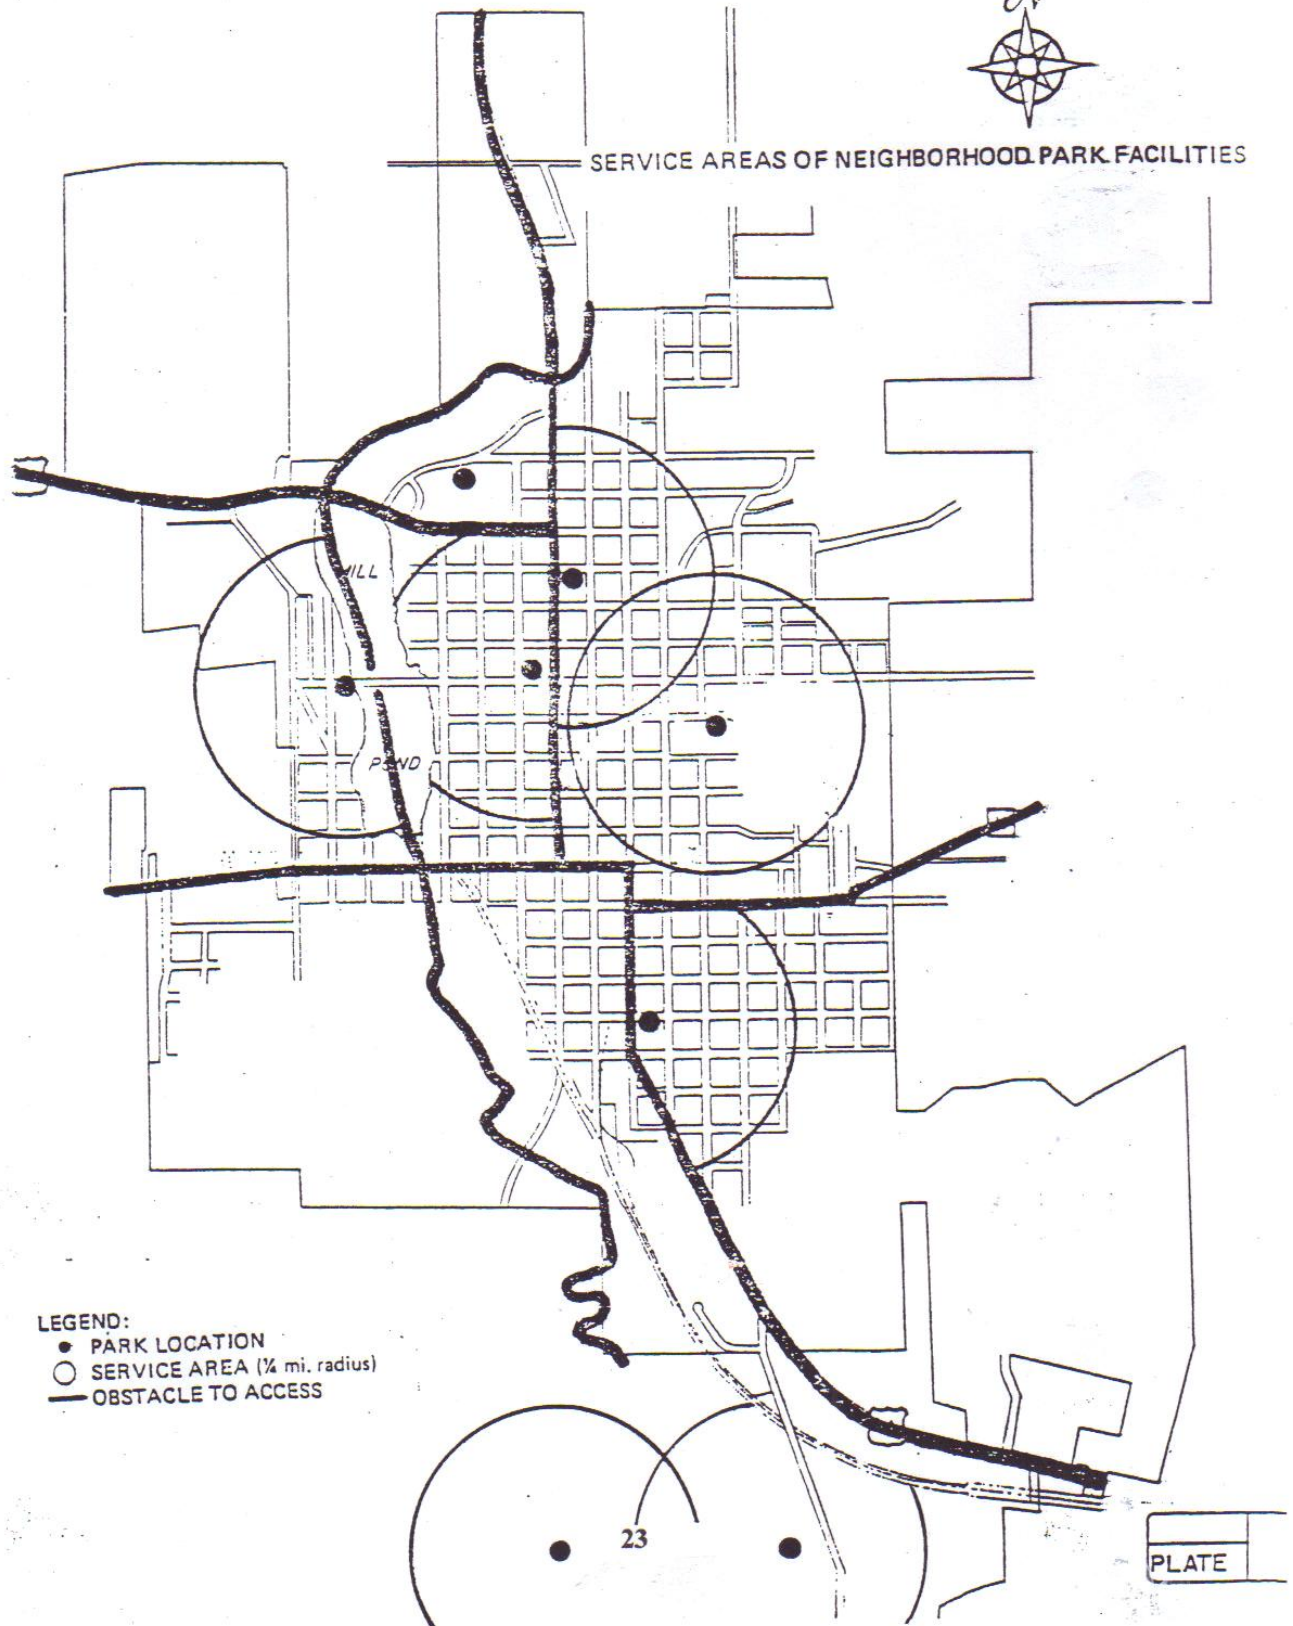 N
SERVICE AREAS OF NEIGHBORHOOD PARK FACILITIES
MILL
POND
LEGEND:
PARK LOCATION
SERVICE AREA (¼ mi. radius)
OBSTACLE TO ACCESS
23
PLATE